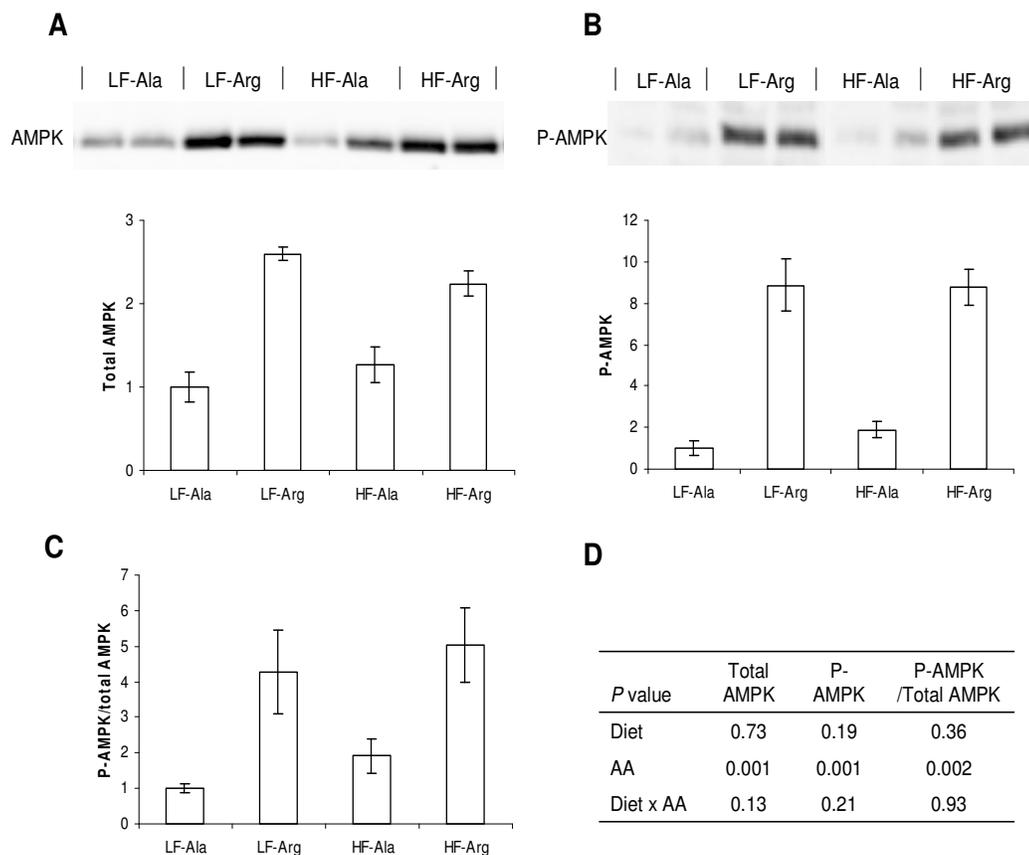 A
| LF-Ala | LF-Arg | HF-Ala | HF-Arg |
AMPK
3
2
1
0
Total AMPK
LF-Ala LF-Arg HF-Ala HF-Arg
B
| LF-Ala | LF-Arg | HF-Ala | HF-Arg
P-AMPK
12
10
8
6
4
2
0
P-AMPK
LF-Ala LF-Arg HF-Ala HF-Arg
C
7
6
5
4
3
2
1
0
P-AMPK/total AMPK
LF-Ala LF-Arg HF-Ala HF-Arg
D
Total P- P-AMPK
P value AMPK AMPK /Total AMPK
Diet 0.73 0.19 0.36
AA 0.001 0.001 0.002
Diet x AA 0.13 0.21 0.93